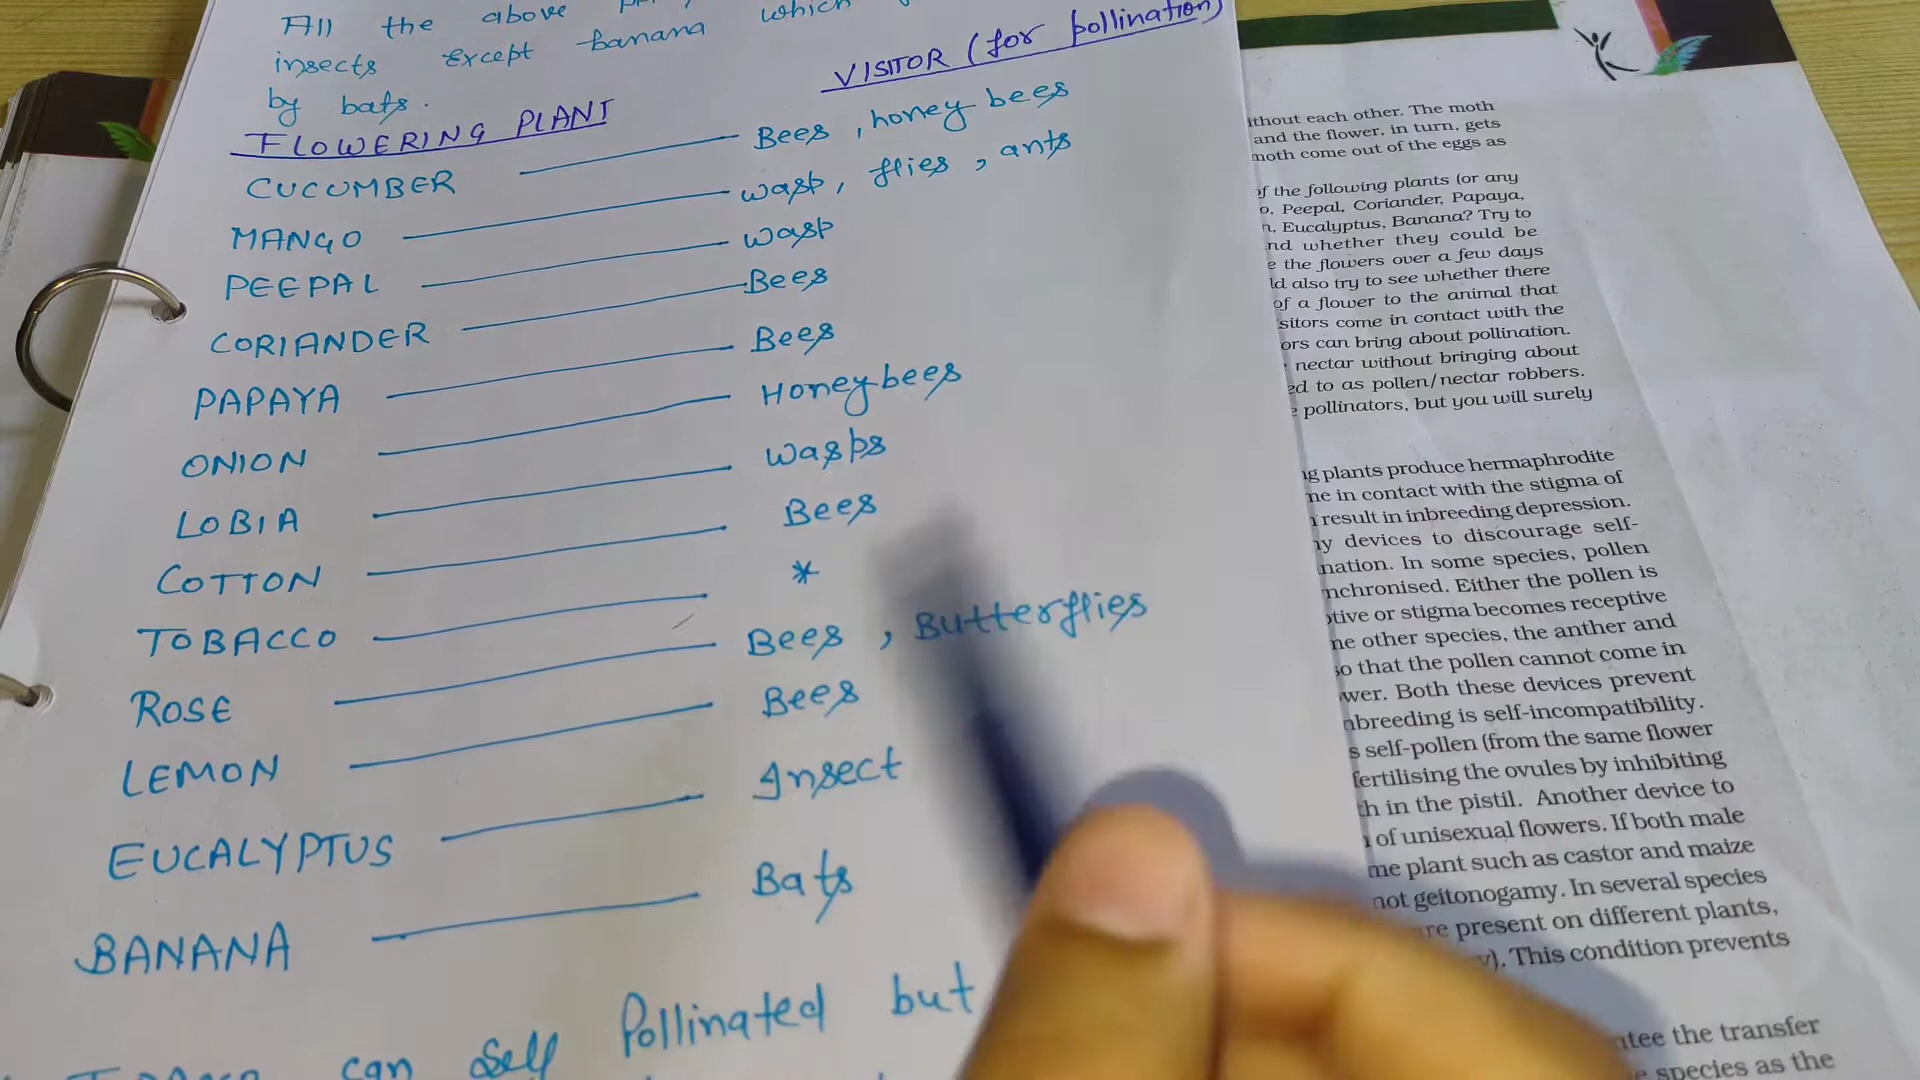 All the above
insects except banana which
by bats.
FLOWERING PLANT VISITOR (for pollination)
CUCUMBER Bees, honey bees
MANGO wasp, flies, ants
PEEPAL wasp
CORIANDER Bees
PAPAYA Bees
ONION Honeybees
LOBIA wasps
COTTON Bees
TOBACCO *
ROSE Bees, Butterflies
LEMON Bees
EUCALYPTUS Insect
BANANA Bats
can self Pollinated but
ithout each other. The moth
and the flower, in turn, gets
moth come out of the eggs as
of the following plants (or any
o, Peepal, Coriander, Papaya,
n, Eucalyptus, Banana? Try to
nd whether they could be
e the flowers over a few days
ld also try to see whether there
of a flower to the animal that
sitors come in contact with the
ors can bring about pollination.
nectar without bringing about
ed to as pollen/nectar robbers.
e pollinators, but you will surely
ng plants produce hermaphrodite
me in contact with the stigma of
result in inbreeding depression.
ny devices to discourage self-
nation. In some species, pollen
nchronised. Either the pollen is
ptive or stigma becomes receptive
me other species, the anther and
so that the pollen cannot come in
wer. Both these devices prevent
nbreeding is self-incompatibility.
s self-pollen (from the same flower
fertilising the ovules by inhibiting
th in the pistil. Another device to
of unisexual flowers. If both male
me plant such as castor and maize
not geitonogamy. In several species
are present on different plants,
y). This condition prevents
ntee the transfer
e species as the